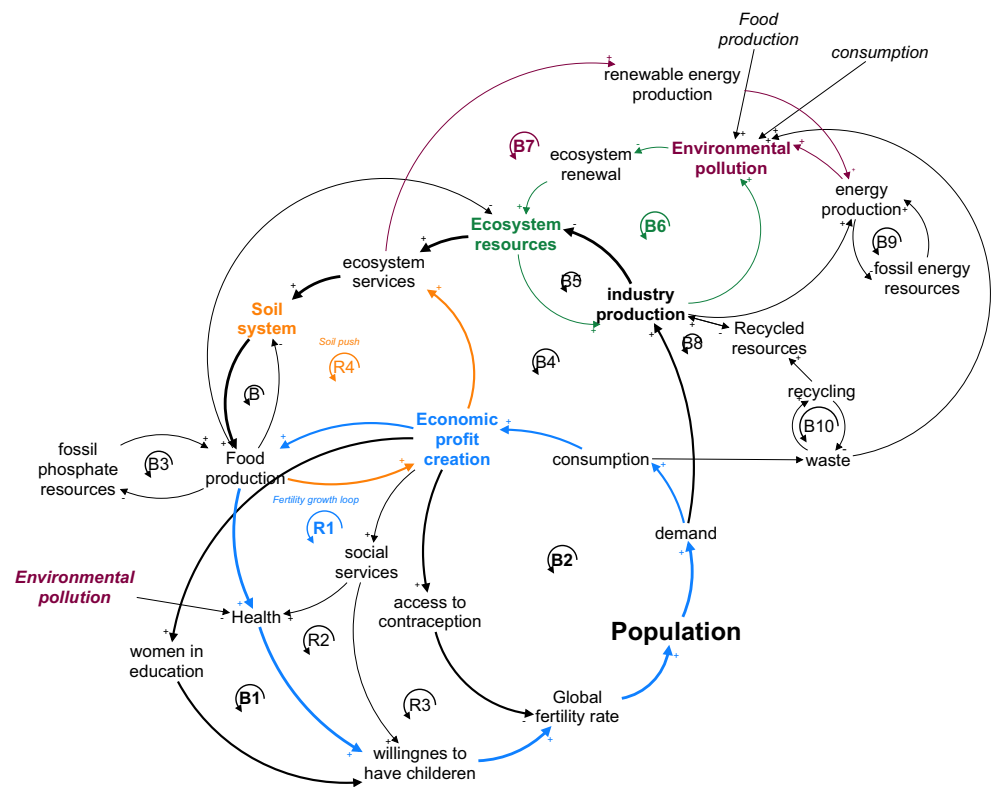 Food
production
consumption
renewable energy
production
B7
ecosystem
renewal
Environmental
pollution
energy
production
B9
fossil energy
resources
Ecosystem
resources
B6
ecosystem
services
B5
industry
production
Soil
system
Soil push
R4
B4
B8
Recycled
resources
B
recycling
B10
waste
Economic
profit
creation
consumption
fossil
phosphate
resources
B3
Food
production
Fertility growth loop
R1
demand
social
services
B2
Environmental
pollution
Health
access to
contraception
R2
Population
women in
education
B1
R3
Global
fertility rate
willingnes to
have childeren